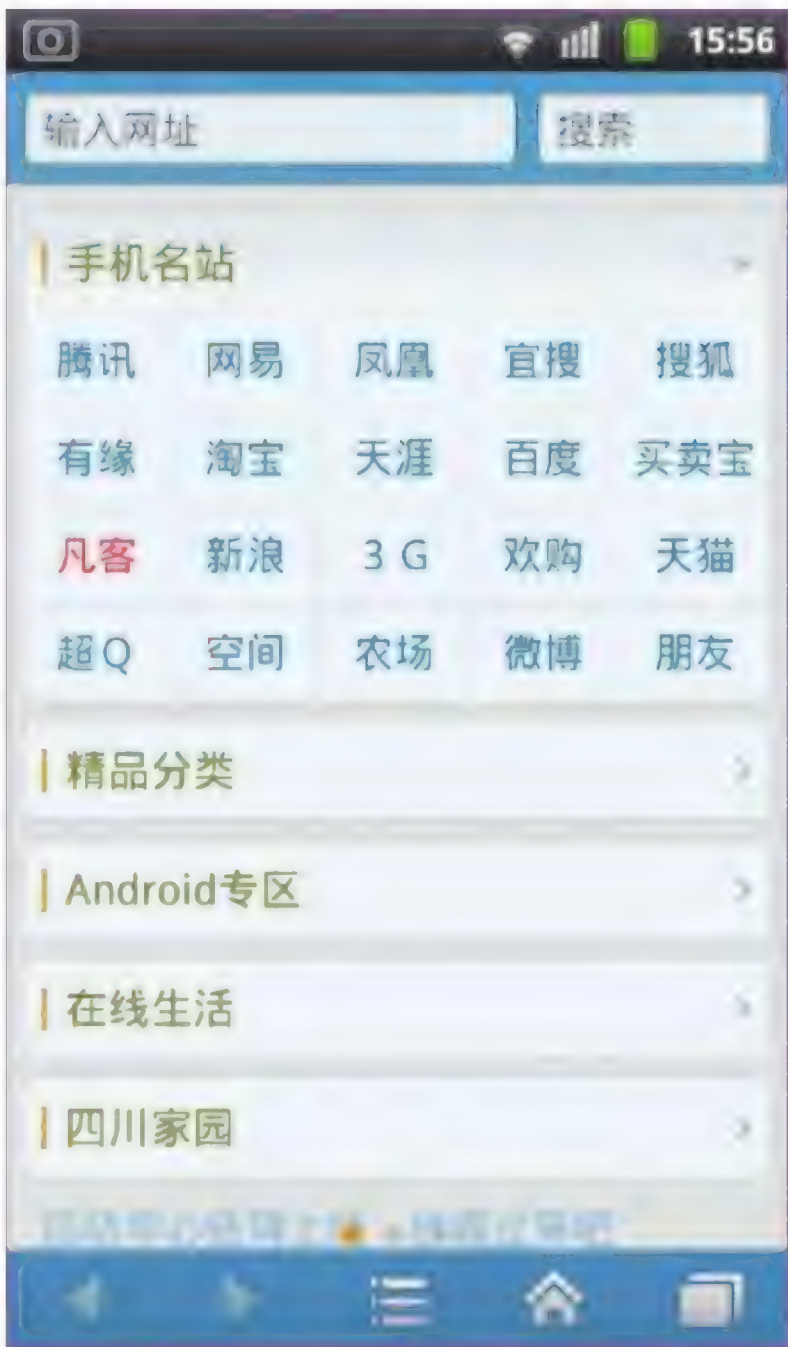 15:56
输入网址 搜索
手机名站
腾讯 网易 凤凰 宜搜 搜狐
有缘 淘宝 天涯 百度 买卖宝
凡客 新浪 3G 欢购 天猫
超Q 空间 农场 微博 朋友
精品分类
Android专区
在线生活
四川家园